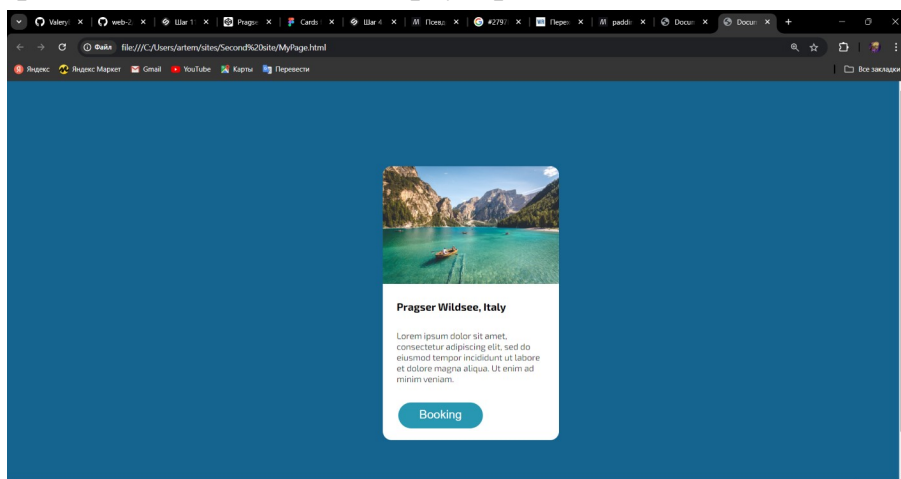 Valeryi
web-2
Шаг 1
Pragse
Cards
Шаг 4
Псевд
#2797
Перех
paddin
Docum
Docum
Файл file:///C:/Users/artem/sites/Second%20site/MyPage.html
Яндекс Яндекс Маркет Gmail YouTube Карты Перевести Все закладки
Pragser Wildsee, Italy
Lorem ipsum dolor sit amet,
consectetur adipiscing elit, sed do
eiusmod tempor incididunt ut labore
et dolore magna aliqua. Ut enim ad
minim veniam.
Booking